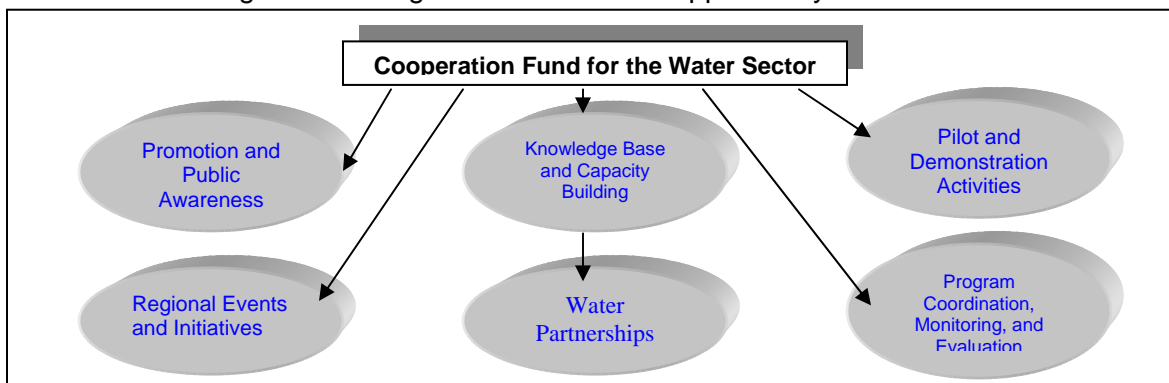 Cooperation Fund for the Water Sector
Promotion and
Public
Awareness
Knowledge Base
and Capacity
Building
Pilot and
Demonstration
Activities
Regional Events
and Initiatives
Water
Partnerships
Program
Coordination,
Monitoring, and
Evaluation